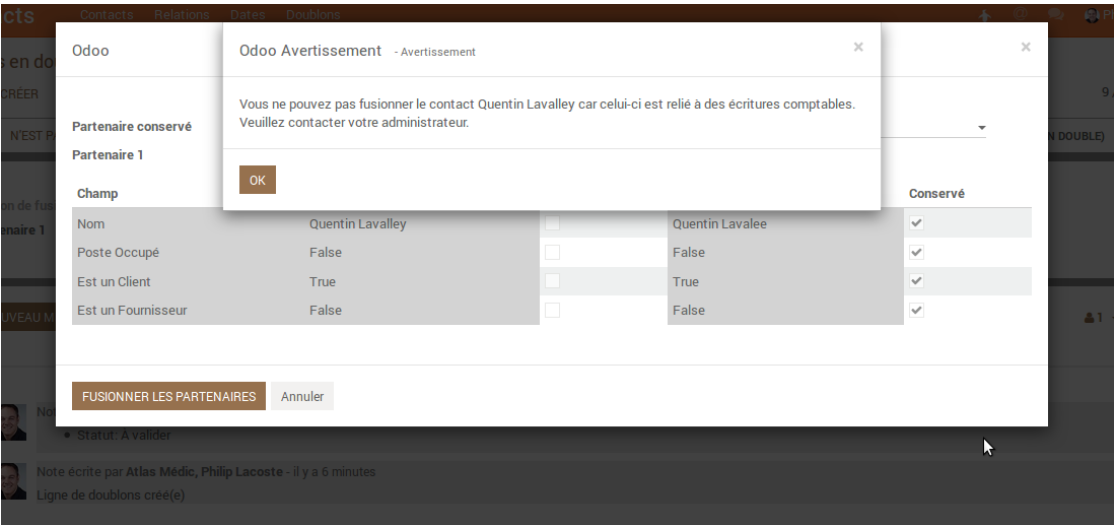 cts Contacts Relations Dates Doublons
s en do
CRÉER
N'EST P
N DOUBLE)
Odoo
×
Odoo Avertissement - Avertissement ×
Vous ne pouvez pas fusionner le contact Quentin Lavalley car celui-ci est relié à des écritures comptables.
Veuillez contacter votre administrateur.
OK
Partenaire conservé
Partenaire 1
Champ Conservé
Nom Quentin Lavalley Quentin Lavalee
Poste Occupé False False
Est un Client True True
Est un Fournisseur False False
on de fus
enaire 1
UVEAU M
1
FUSIONNER LES PARTENAIRES Annuler
Not
• Statut: À valider
Note écrite par Atlas Médic, Philip Lacoste - il y a 6 minutes
Ligne de doublons créé(e)